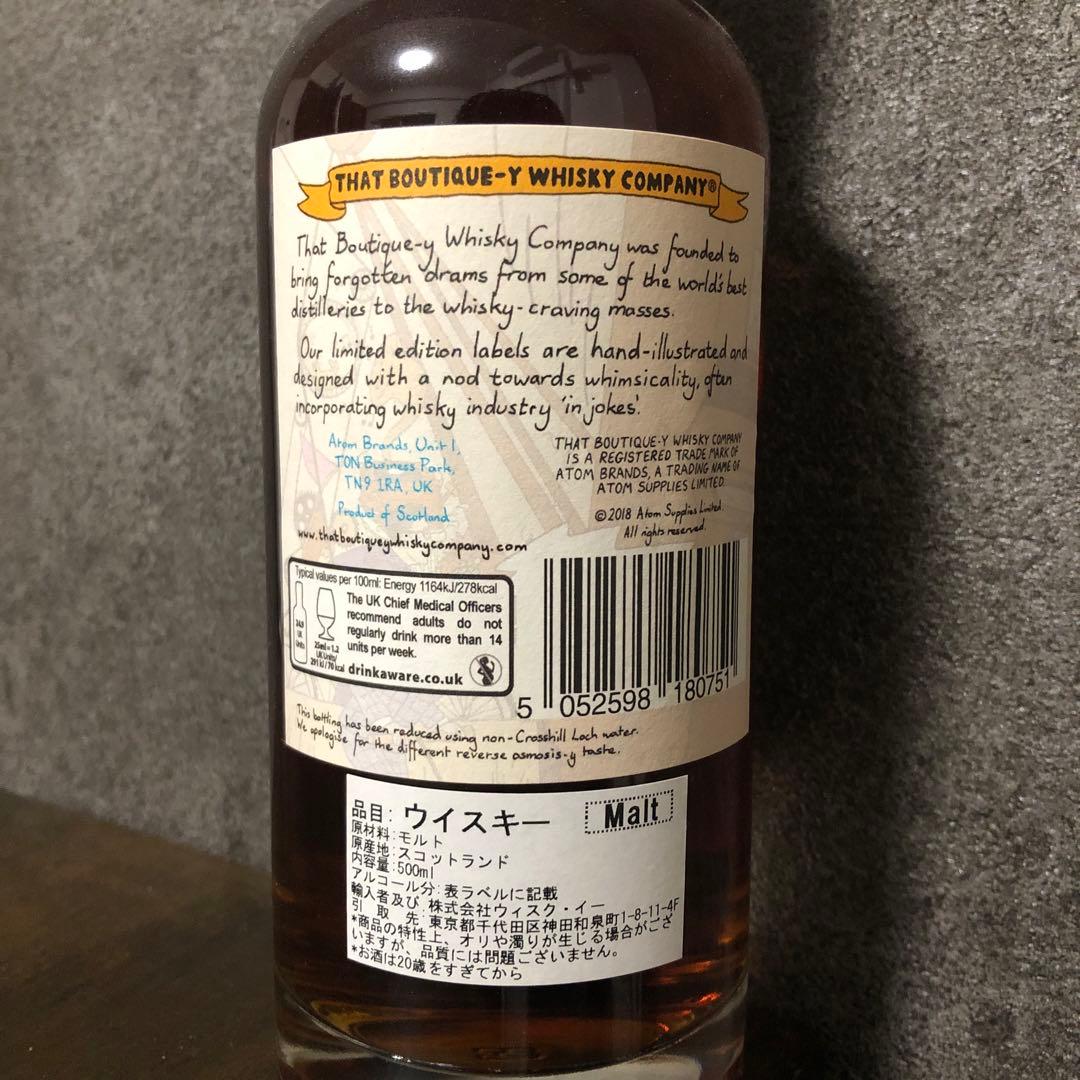 THAT BOUTIQUE-Y WHISKY COMPANY®
That Boutique-y Whisky Company was founded to
bring forgotten drams from some of the world's best
distilleries to the whisky-craving masses.
Our limited edition labels are hand-illustrated and
designed with a nod towards whimsicality, often
incorporating whisky industry 'in jokes'.
Atom Brands, Unit 1,
TON Business Park,
TN9 1RA, UK
Product of Scotland
www.thatboutiqueywhiskycompany.com
THAT BOUTIQUE-Y WHISKY COMPANY
IS A REGISTERED TRADE MARK OF
ATOM BRANDS, A TRADING NAME OF
ATOM SUPPLIES LIMITED.
©2018 Atom Supplies Limited.
All rights reserved.
Typical values per 100ml: Energy 1164kJ/278kcal
UK
Units
25ml=1.2
UK Units/
291kJ/70kcal
The UK Chief Medical Officers
recommend adults do not
regularly drink more than 14
units per week.
drinkaware.co.uk
5 052598 180751
This bottling has been reduced using non-Crosshill Loch water.
We apologise for the different reverse osmosis-y taste.
品目: ウイスキー Malt
原材料:モルト
原産地:スコットランド
内容量:500ml
アルコール分:表ラベルに記載
輸入者及び 株式会社ウィスク・イー
引 取 先:東京都千代田区神田和泉町1-8-11-4F
*商品の特性上、オリや濁りが生じる場合がござ
いますが、品質には問題ございません。
*お酒は20歳をすぎてから